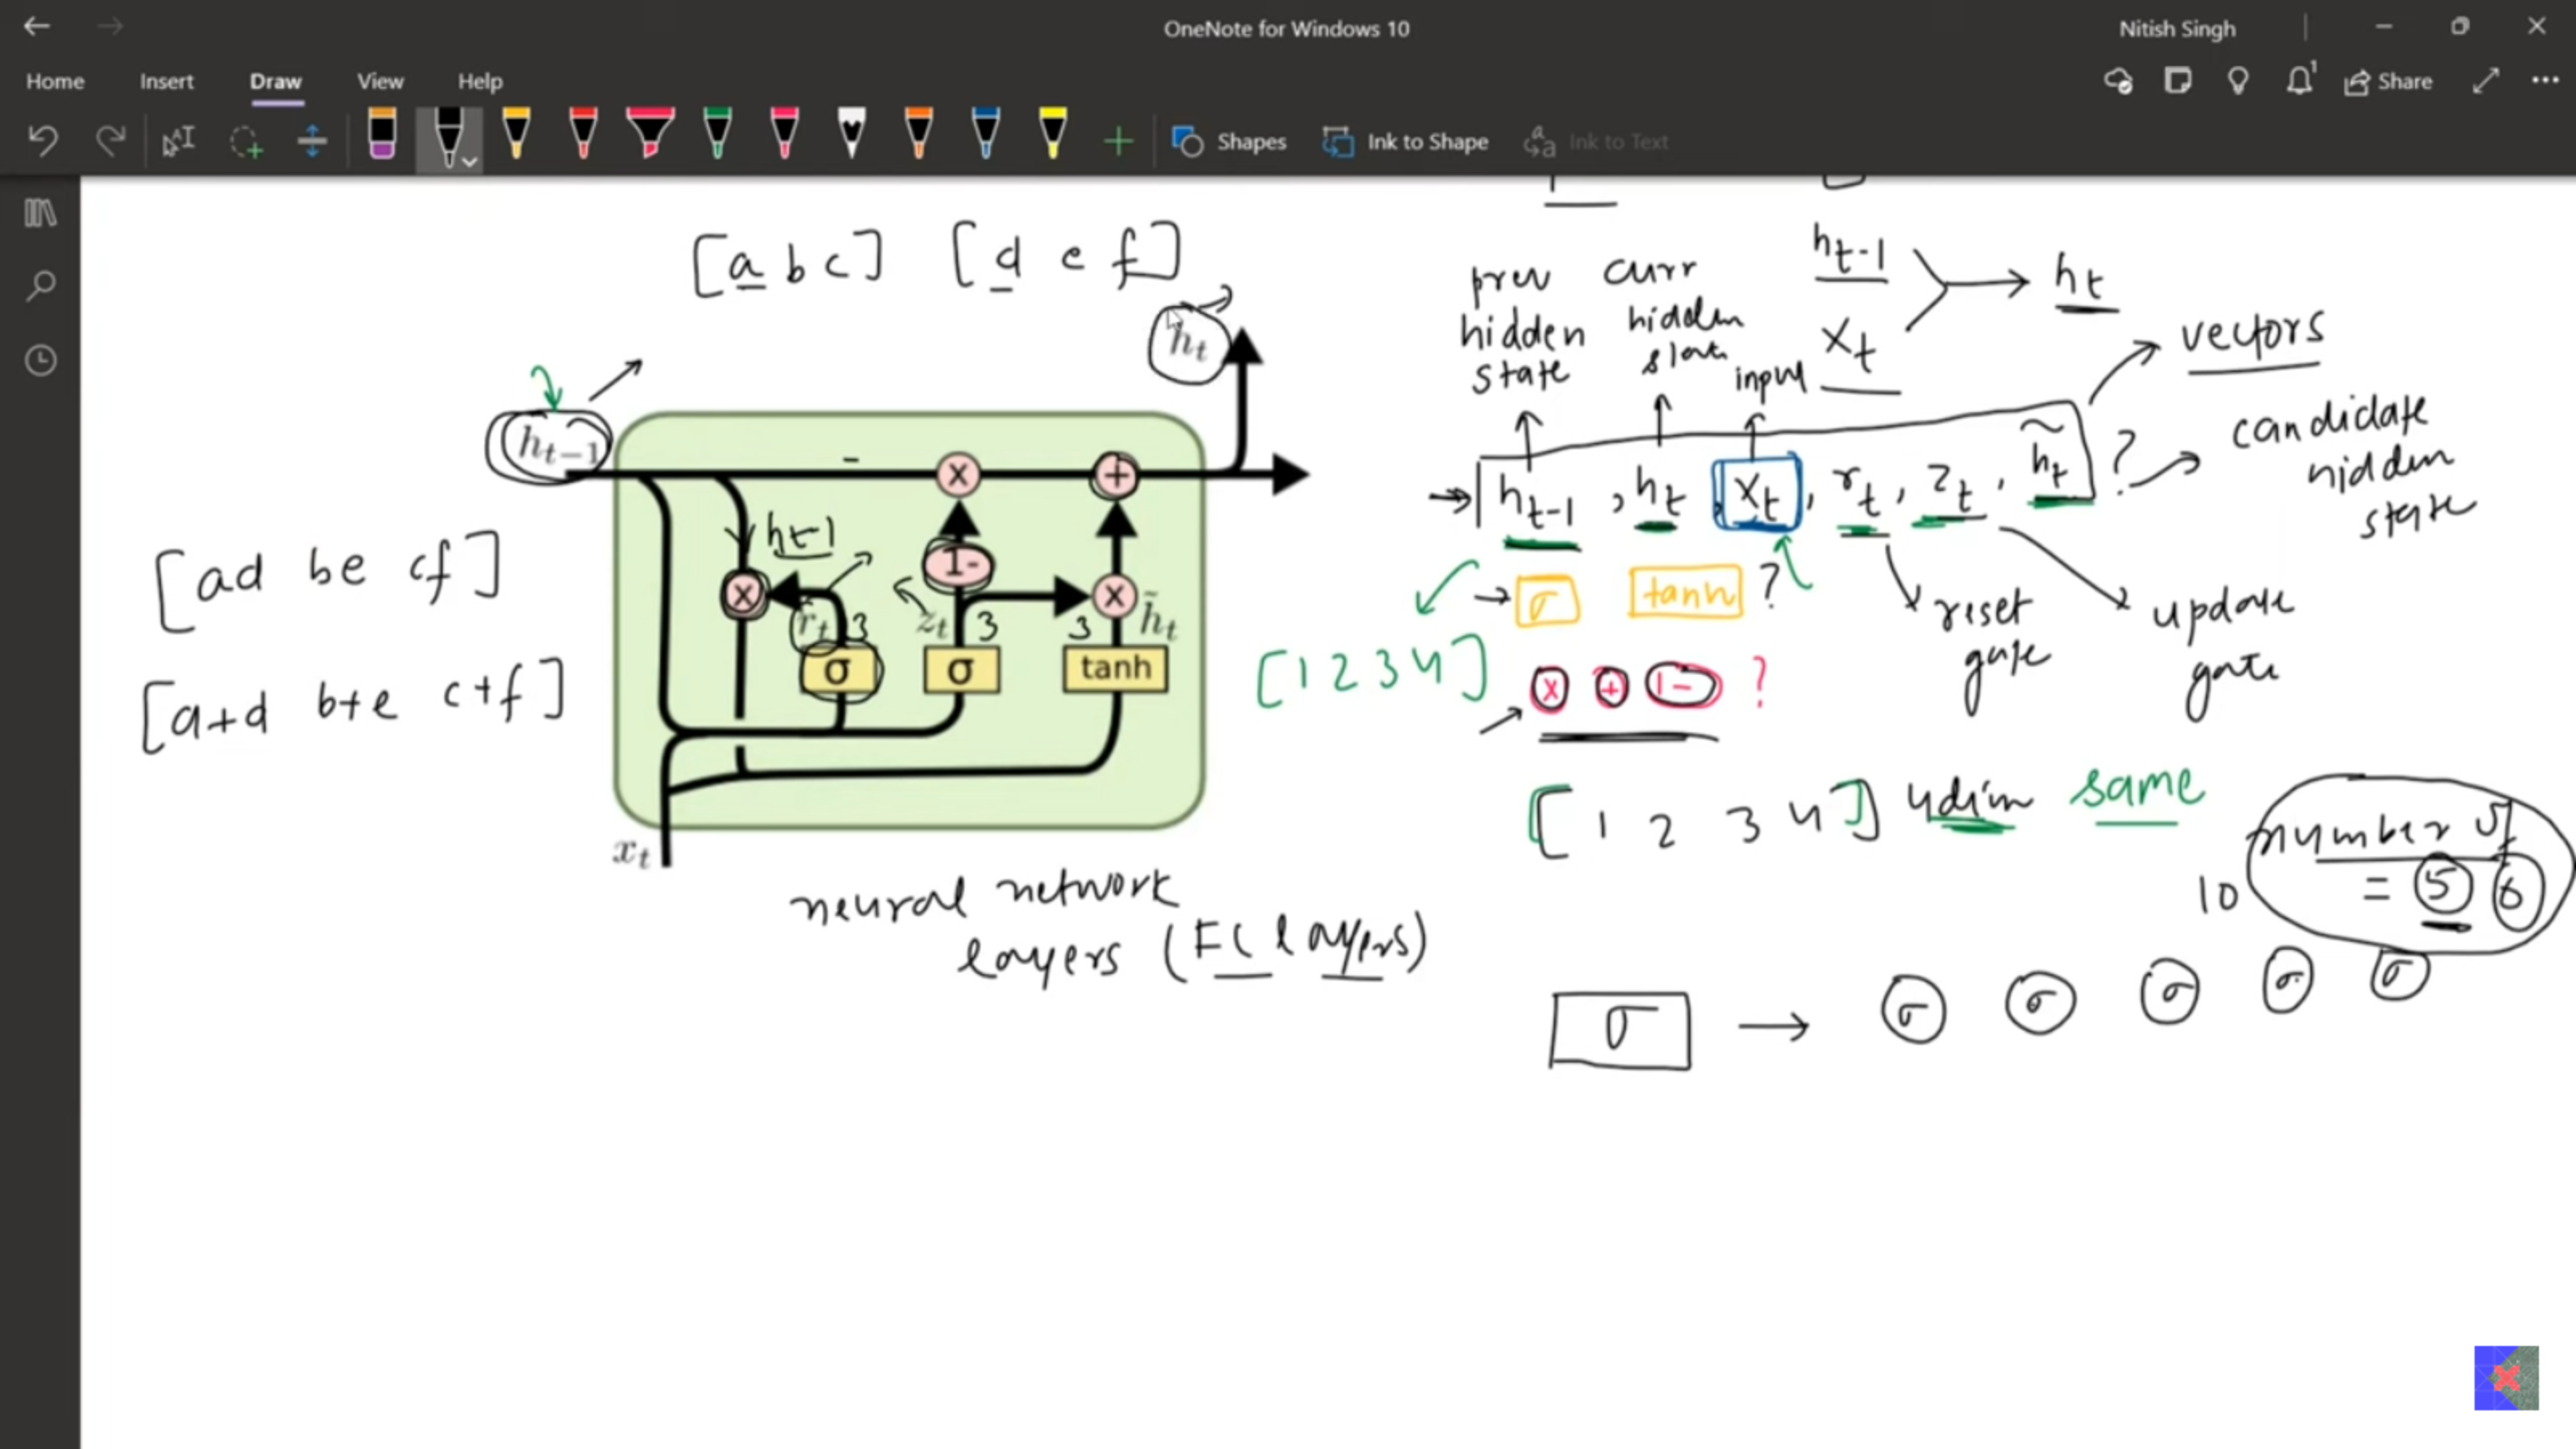 OneNote for Windows 10
Nitish Singh
Home Insert Draw View Help
1
Share
Shapes Ink to Shape Ink to Text
[a b c] [d e f]
h_t
h_{t-1}
-
× +
h_{t-1}
1-
× r_t 3 z_t 3 3 × h̃_t
σ σ tanh
x_t
[ad be cf]
[a+d b+e c+f]
neural network
layers (FC layers)
h_{t-1}
x_t
→ h_t
prev hidden state
curr hidden
input
vectors
candidate
hidden
state
→ h_{t-1}, h_t, x_t, r_t, z_t, h̃_t ?
→ σ tanh ?
reset
gate
update
gate
[1 2 3 4]
× + 1- ?
[1 2 3 4] 4dim same
number of
10 = 5 6
σ → σ σ σ σ σ